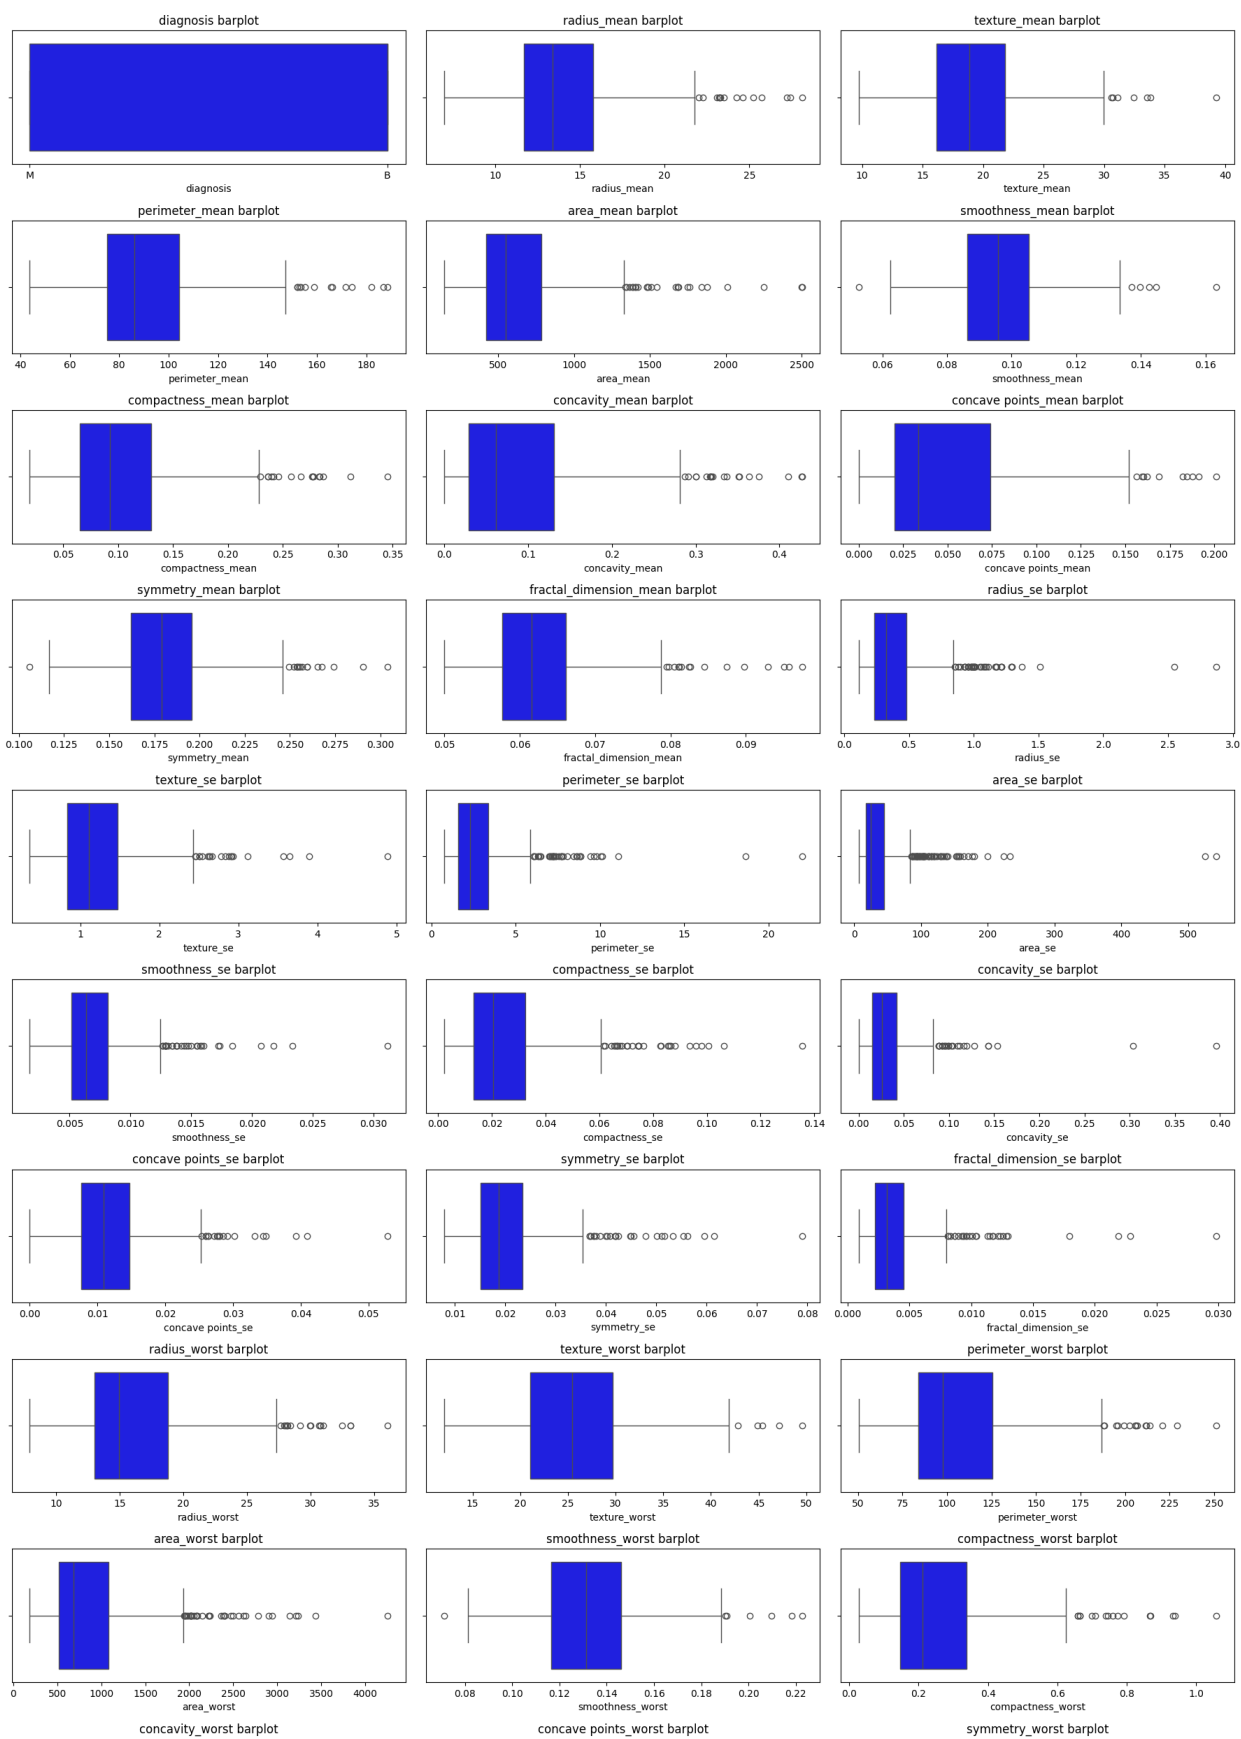 diagnosis barplot radius_mean barplot texture_mean barplot
M B 10 15 20 25 10 15 20 25 30 35 40
diagnosis radius_mean texture_mean
perimeter_mean barplot area_mean barplot smoothness_mean barplot
40 60 80 100 120 140 160 180 500 1000 1500 2000 2500 0.06 0.08 0.10 0.12 0.14 0.16
perimeter_mean area_mean smoothness_mean
compactness_mean barplot concavity_mean barplot concave points_mean barplot
0.05 0.10 0.15 0.20 0.25 0.30 0.35 0.0 0.1 0.2 0.3 0.4 0.000 0.025 0.050 0.075 0.100 0.125 0.150 0.175 0.200
compactness_mean concavity_mean concave points_mean
symmetry_mean barplot fractal_dimension_mean barplot radius_se barplot
0.100 0.125 0.150 0.175 0.200 0.225 0.250 0.275 0.300 0.05 0.06 0.07 0.08 0.09 0.0 0.5 1.0 1.5 2.0 2.5 3.0
symmetry_mean fractal_dimension_mean radius_se
texture_se barplot perimeter_se barplot area_se barplot
1 2 3 4 5 0 5 10 15 20 0 100 200 300 400 500
texture_se perimeter_se area_se
smoothness_se barplot compactness_se barplot concavity_se barplot
0.005 0.010 0.015 0.020 0.025 0.030 0.00 0.02 0.04 0.06 0.08 0.10 0.12 0.14 0.00 0.05 0.10 0.15 0.20 0.25 0.30 0.35 0.40
smoothness_se compactness_se concavity_se
concave points_se barplot symmetry_se barplot fractal_dimension_se barplot
0.00 0.01 0.02 0.03 0.04 0.05 0.01 0.02 0.03 0.04 0.05 0.06 0.07 0.08 0.000 0.005 0.010 0.015 0.020 0.025 0.030
concave points_se symmetry_se fractal_dimension_se
radius_worst barplot texture_worst barplot perimeter_worst barplot
10 15 20 25 30 35 15 20 25 30 35 40 45 50 50 75 100 125 150 175 200 225 250
radius_worst texture_worst perimeter_worst
area_worst barplot smoothness_worst barplot compactness_worst barplot
0 500 1000 1500 2000 2500 3000 3500 4000 0.08 0.10 0.12 0.14 0.16 0.18 0.20 0.22 0.0 0.2 0.4 0.6 0.8 1.0
area_worst smoothness_worst compactness_worst
concavity_worst barplot concave points_worst barplot symmetry_worst barplot